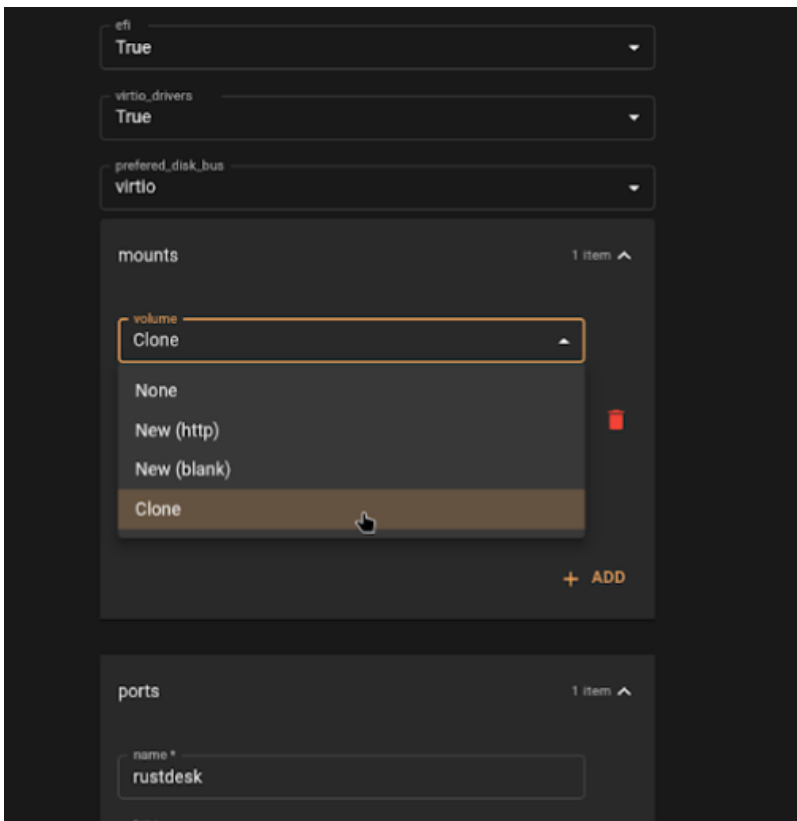 efi
True
virtio_drivers
True
prefered_disk_bus
virtio
mounts
1 item
volume
Clone
None
New (http)
New (blank)
Clone
+ ADD
ports
1 item
name *
rustdesk